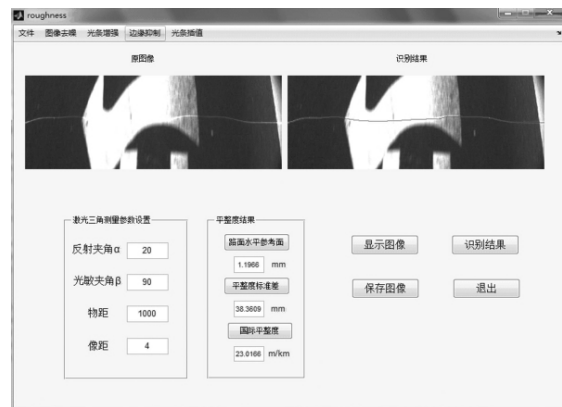 roughness
文件 图像去噪 光条增强 边缘抑制 光条插值
原图像 识别结果
激光三角测量参数设置
反射夹角α 20
光敏夹角β 90
物距 1000
像距 4
平整度结果
路面水平参考面
1.1966 mm
平整度标准差
38.3609 mm
国际平整度
23.0166 m/km
显示图像 识别结果
保存图像 退出